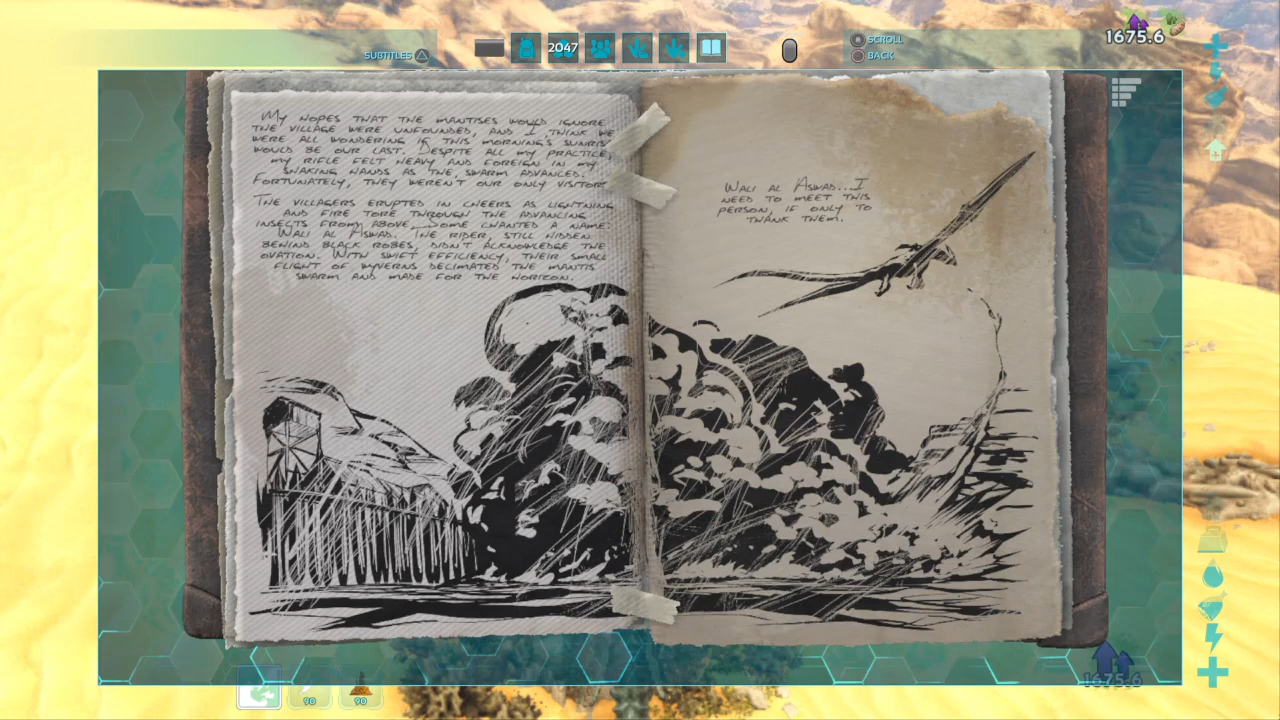 1675.6
SUBTITLES
2047
SCROLL
BACK
My hopes that the mantises would ignore
the village were unfounded, and I think we
were all wondering if this morning's sunris
would be our last. Despite all my practice,
my rifle felt heavy and foreign in my
shaking hands as the swarm advanced.
Fortunately, they weren't our only visitor
The villagers erupted in cheers as lightning
and fire tore through the advancing
insects from above. Some chanted a name:
Wali al Aswad. The rider, still hidden
behind black robes, didn't acknowledge the
ovation. With swift efficiency, their small
flight of wyverns decimated the mantis
swarm and made for the horizon.
Wali al Aswad...I
need to meet this
person, if only to
thank them.
1675.6
90
90